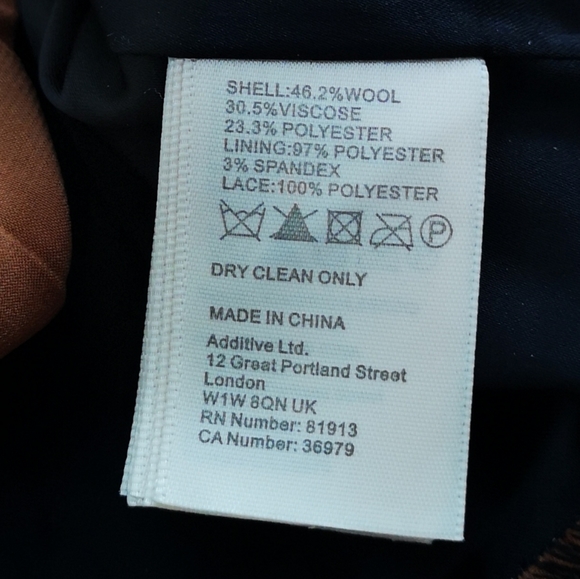 SHELL:46.2%WOOL
30.5%VISCOSE
23.3% POLYESTER
LINING:97% POLYESTER
3% SPANDEX
LACE:100% POLYESTER
P
DRY CLEAN ONLY
MADE IN CHINA
Additive Ltd.
12 Great Portland Street
London
W1W 8QN UK
RN Number: 81913
CA Number: 36979